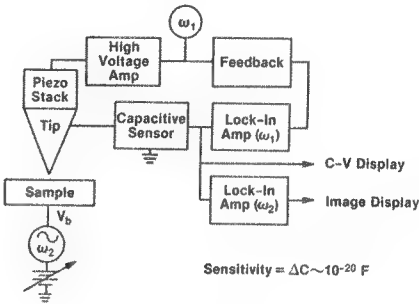 ω₁
High
Voltage
Amp
Feedback
Piezo
Stack
Tip
Capacitive
Sensor
Lock-In
Amp (ω₁)
C-V Display
Sample
Lock-In
Amp (ω₂)
Image Display
V_b
ω₂
Sensitivity = ΔC~10⁻²⁰ F